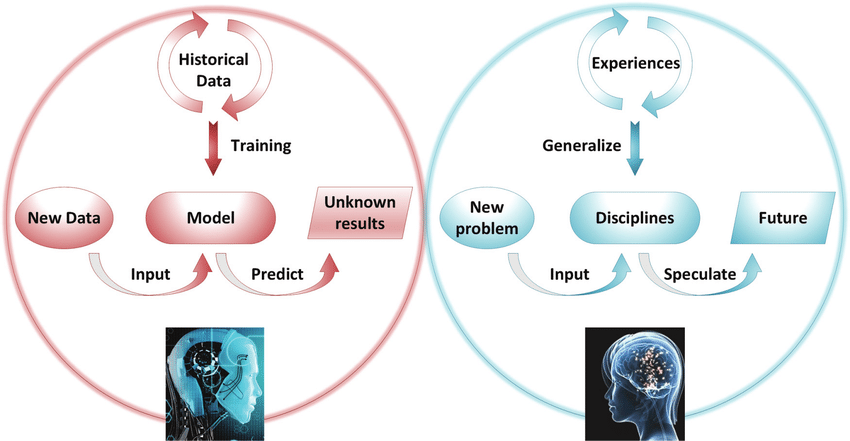 Historical
Data
Training
New Data
Model
Unknown
results
Input
Predict
Experiences
Generalize
New
problem
Disciplines
Future
Input
Speculate